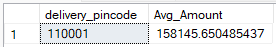 delivery_pincode Avg_Amount
1 110001 158145.650485437